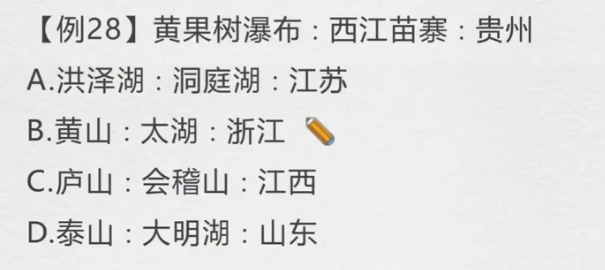 【例28】黄果树瀑布：西江苗寨：贵州
A.洪泽湖：洞庭湖：江苏
B.黄山：太湖：浙江
C.庐山：会稽山：江西
D.泰山：大明湖：山东